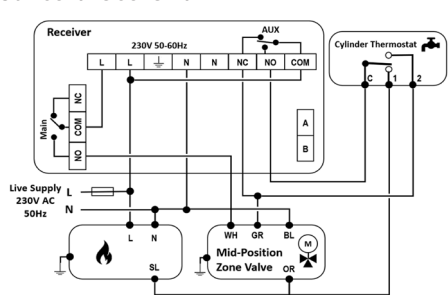 Receiver
AUX
230V 50-60Hz
L L N N NC NO COM
Cylinder Thermostat
C 1 2
Main
NC
COM
NO
A
B
Live Supply
230V AC
50Hz
L
N
L N
SL
WH GR BL
M
Mid-Position
Zone Valve
OR